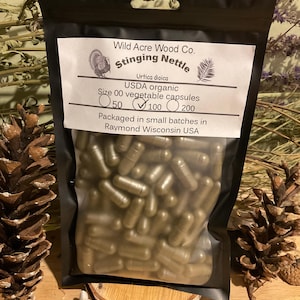 Wild Acre Wood Co.
Stinging Nettle
Urtica dioica
USDA organic
Size 00 vegetable capsules
50 100 200
Packaged in small batches in
Raymond Wisconsin USA